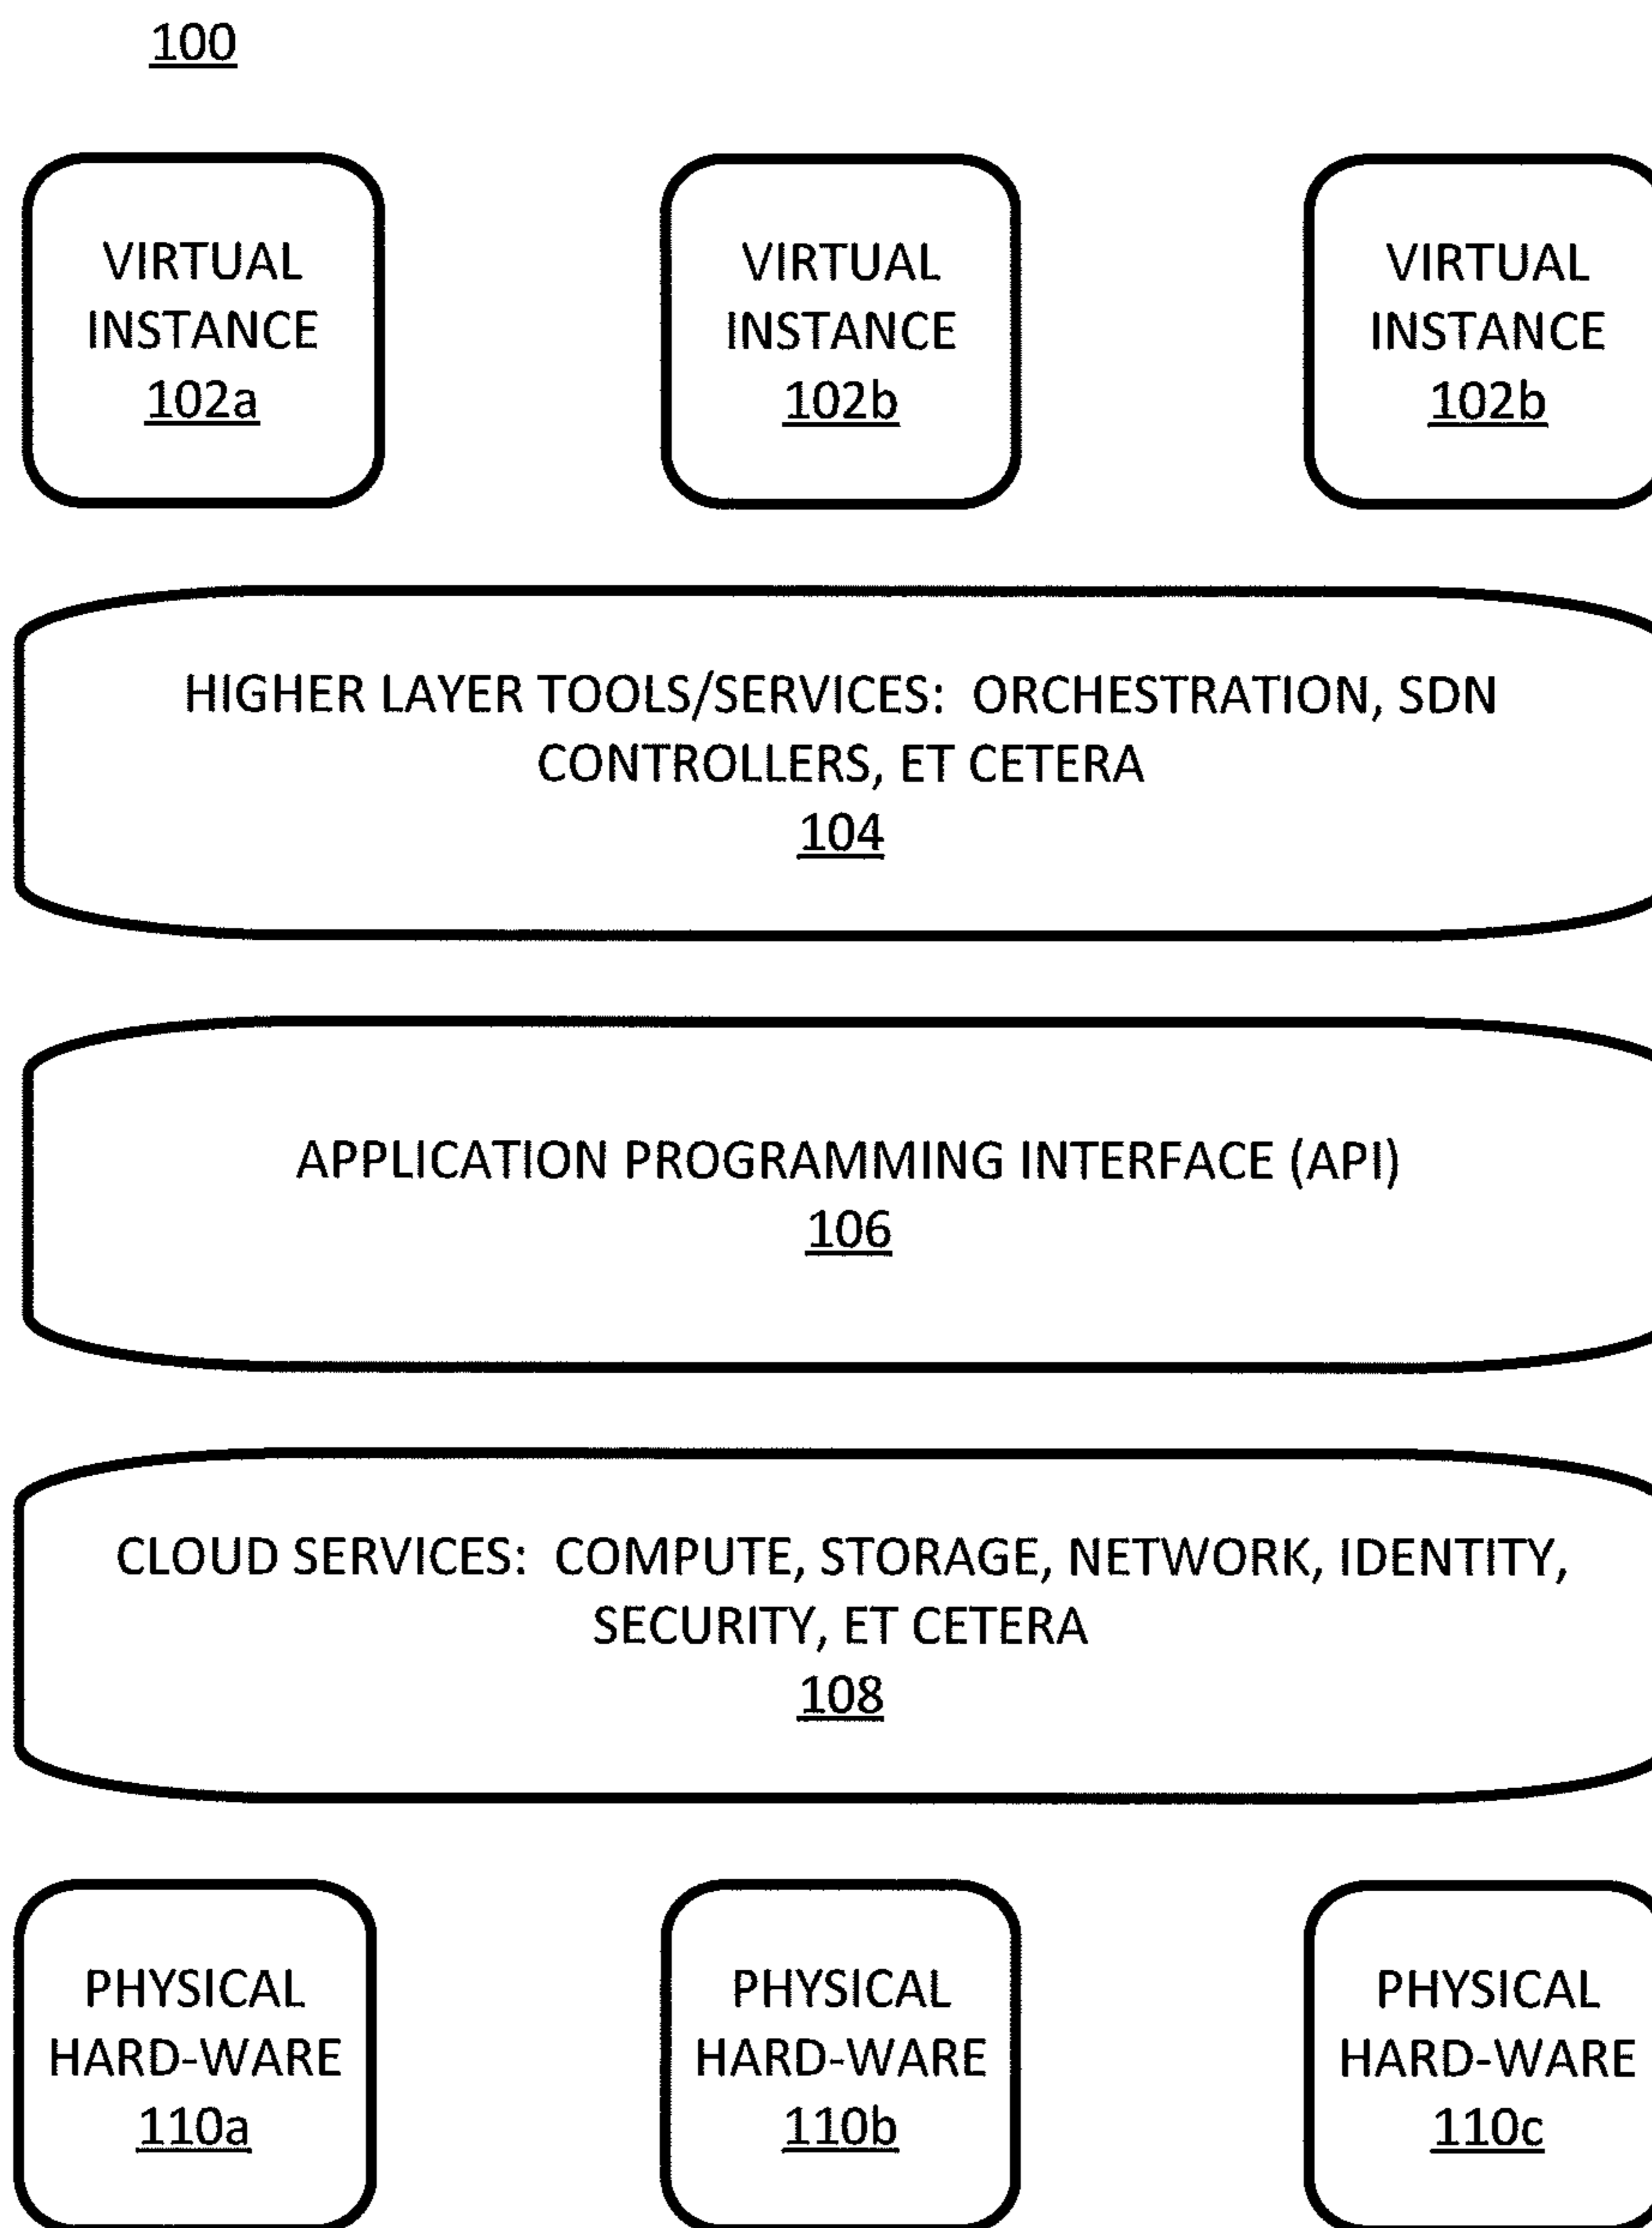 100
VIRTUAL
INSTANCE
102a
VIRTUAL
INSTANCE
102b
VIRTUAL
INSTANCE
102b
HIGHER LAYER TOOLS/SERVICES: ORCHESTRATION, SDN
CONTROLLERS, ET CETERA
104
APPLICATION PROGRAMMING INTERFACE (API)
106
CLOUD SERVICES: COMPUTE, STORAGE, NETWORK, IDENTITY,
SECURITY, ET CETERA
108
PHYSICAL
HARD-WARE
110a
PHYSICAL
HARD-WARE
110b
PHYSICAL
HARD-WARE
110c